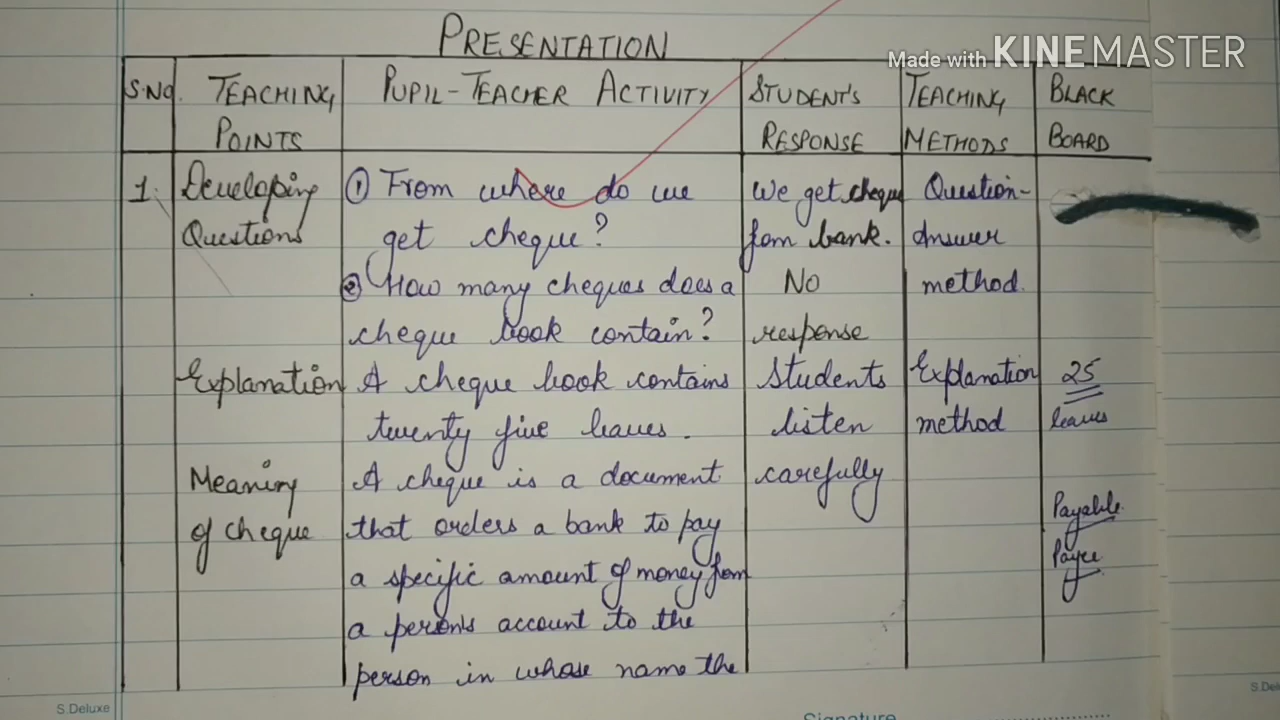 Made with KINEMASTER
PRESENTATION
S.No. TEACHING PUPIL-TEACHER ACTIVITY STUDENT'S TEACHING BLACK
POINTS RESPONSE METHODS BOARD
1. Developing ① From where do we We get cheque Question-
Questions get cheque? fom bank. Answer
② How many cheques does a No method.
cheque book contain? response
Explanation A cheque book contains Students Explanation 25
twenty five leaves. listen method leaves
Meaning A cheque is a document carefully
of cheque that orders a bank to pay Payable
a specific amount of money from Payee
a person's account to the
person in whose name the
S.Deluxe
Signature
S.De